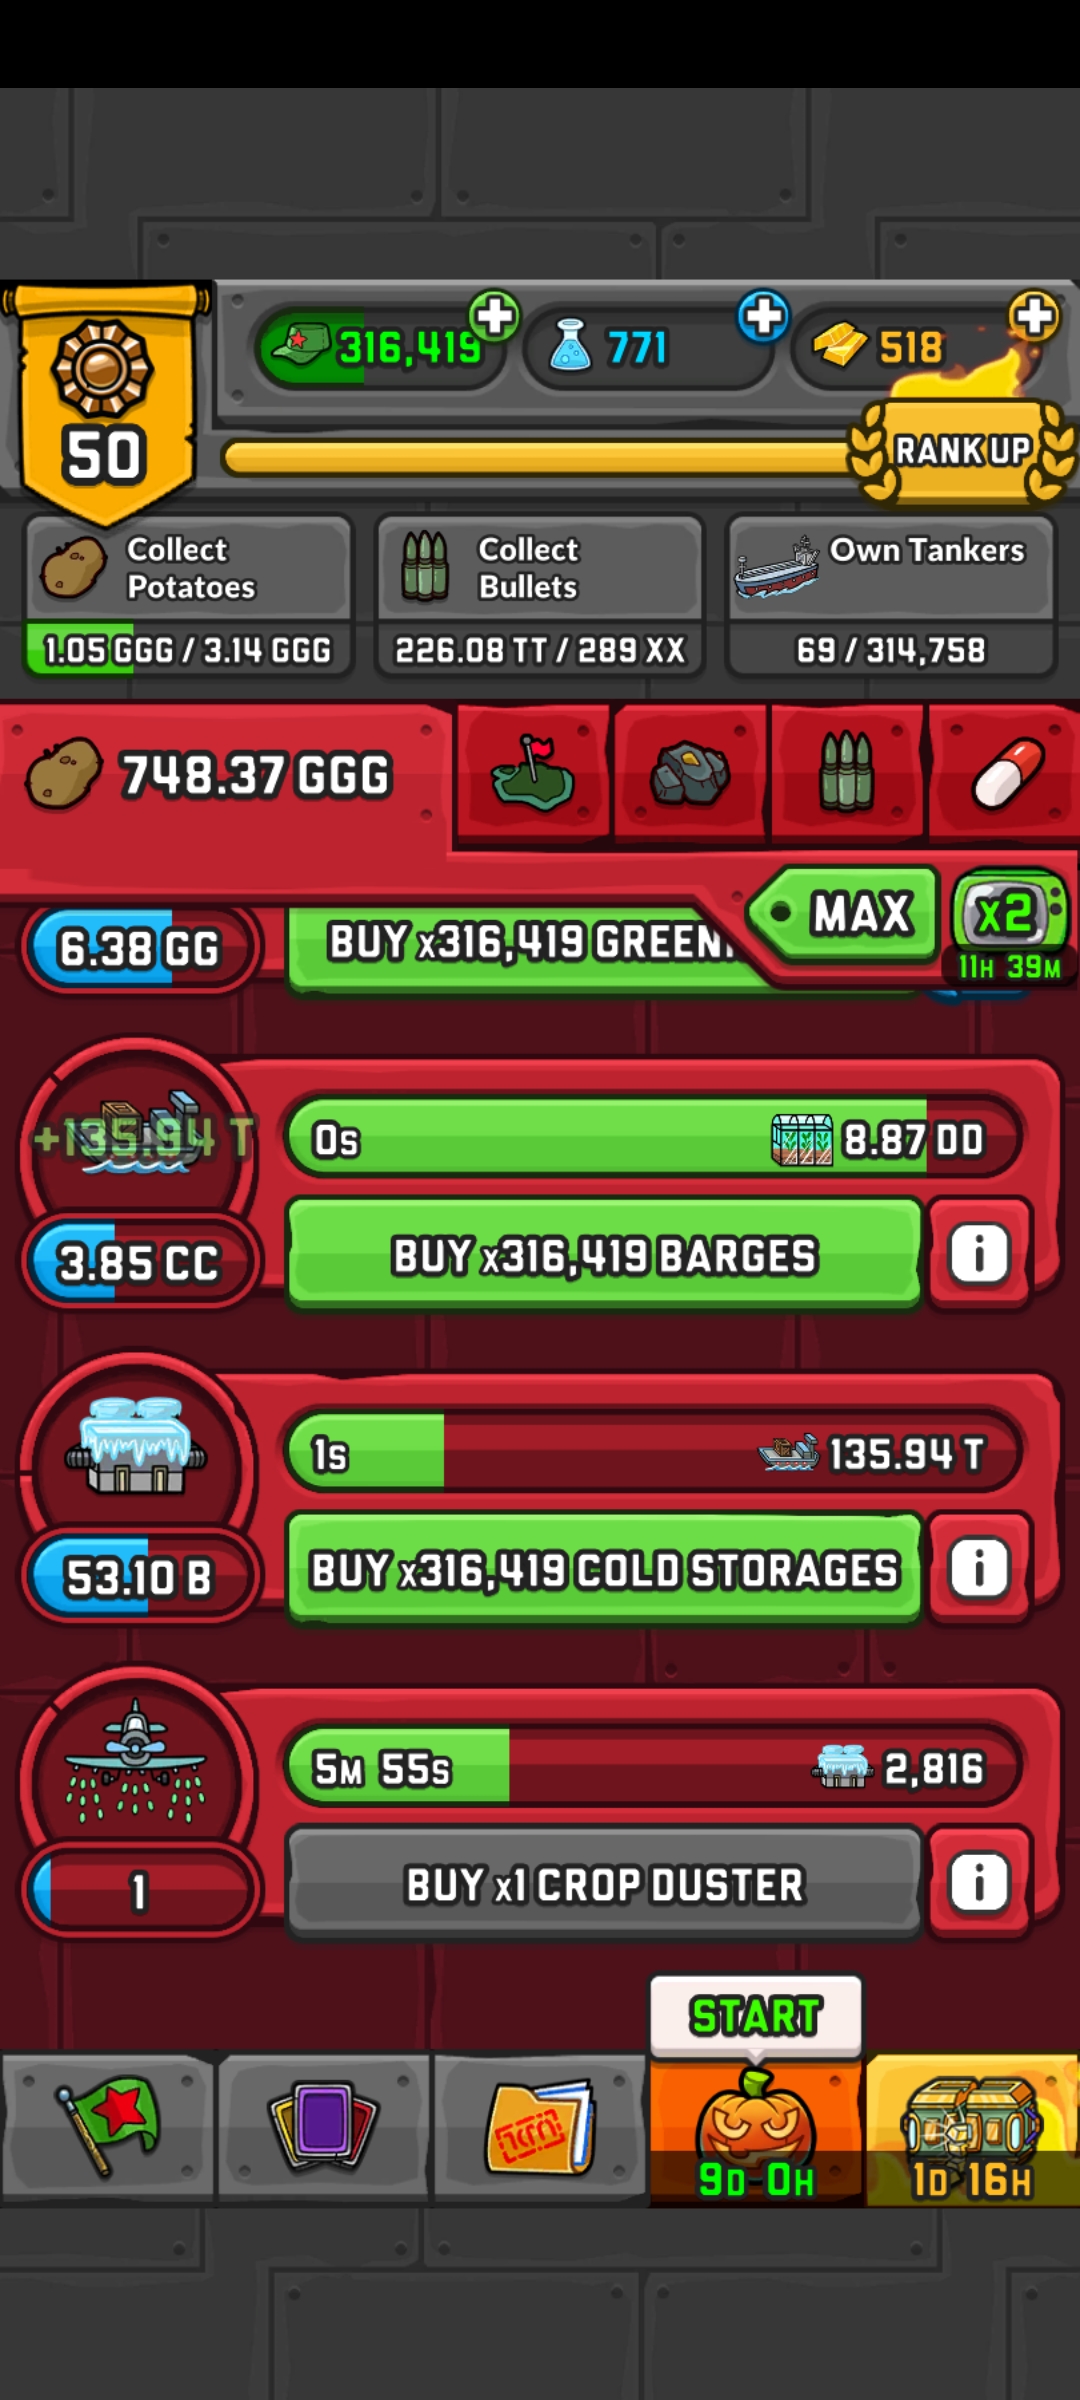 50
316,419
771
518
RANK UP
Collect Potatoes
1.05 GGG / 3.14 GGG
Collect Bullets
226.08 TT / 289 XX
Own Tankers
69 / 314,758
748.37 GGG
MAX
X2
11H 39M
6.38 GG
BUY x316,419
+135.94 T
0s
8.87 DD
3.85 CC
BUY x316,419 BARGES
i
1s
135.94 T
53.10 B
BUY x316,419 COLD STORAGES
i
5M 55s
2,816
1
BUY x1 CROP DUSTER
i
START
9D 0H
1D 16H